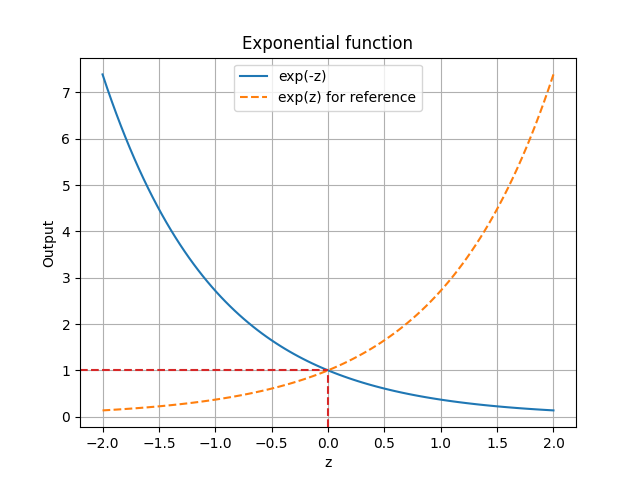 Exponential function
exp(-z)
exp(z) for reference
Output
7
6
5
4
3
2
1
0
−2.0 −1.5 −1.0 −0.5 0.0 0.5 1.0 1.5 2.0
z